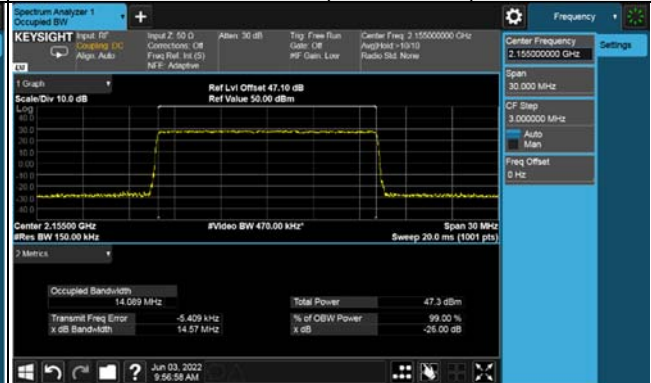 Spectrum Analyzer 1
Occupied BW
+
Frequency
KEYSIGHT
Input: RF
Coupling: DC
Align: Auto
Input Z: 50 Ω
Corrections: Off
Freq Ref: Int (S)
NFE: Adaptive
Atten: 30 dB
Trig: Free Run
Gate: Off
#IF Gain: Low
Center Freq: 2.155000000 GHz
Avg|Hold:>10/10
Radio Std: None
Center Frequency
2.155000000 GHz
Settings
Span
30.000 MHz
CF Step
3.000000 MHz
Auto
Man
Freq Offset
0 Hz
1 Graph
Scale/Div 10.0 dB
Ref Lvl Offset 47.10 dB
Ref Value 50.00 dBm
Log
40.0
30.0
20.0
10.0
0.00
-10.0
-20.0
-30.0
-40.0
Center 2.15500 GHz
#Res BW 150.00 kHz
#Video BW 470.00 kHz*
Span 30 MHz
Sweep 20.0 ms (1001 pts)
2 Metrics
Occupied Bandwidth
14.089 MHz
Total Power 47.3 dBm
Transmit Freq Error -5.409 kHz
% of OBW Power 99.00 %
x dB Bandwidth 14.57 MHz
x dB -26.00 dB
?
Jun 03, 2022
9:56:58 AM